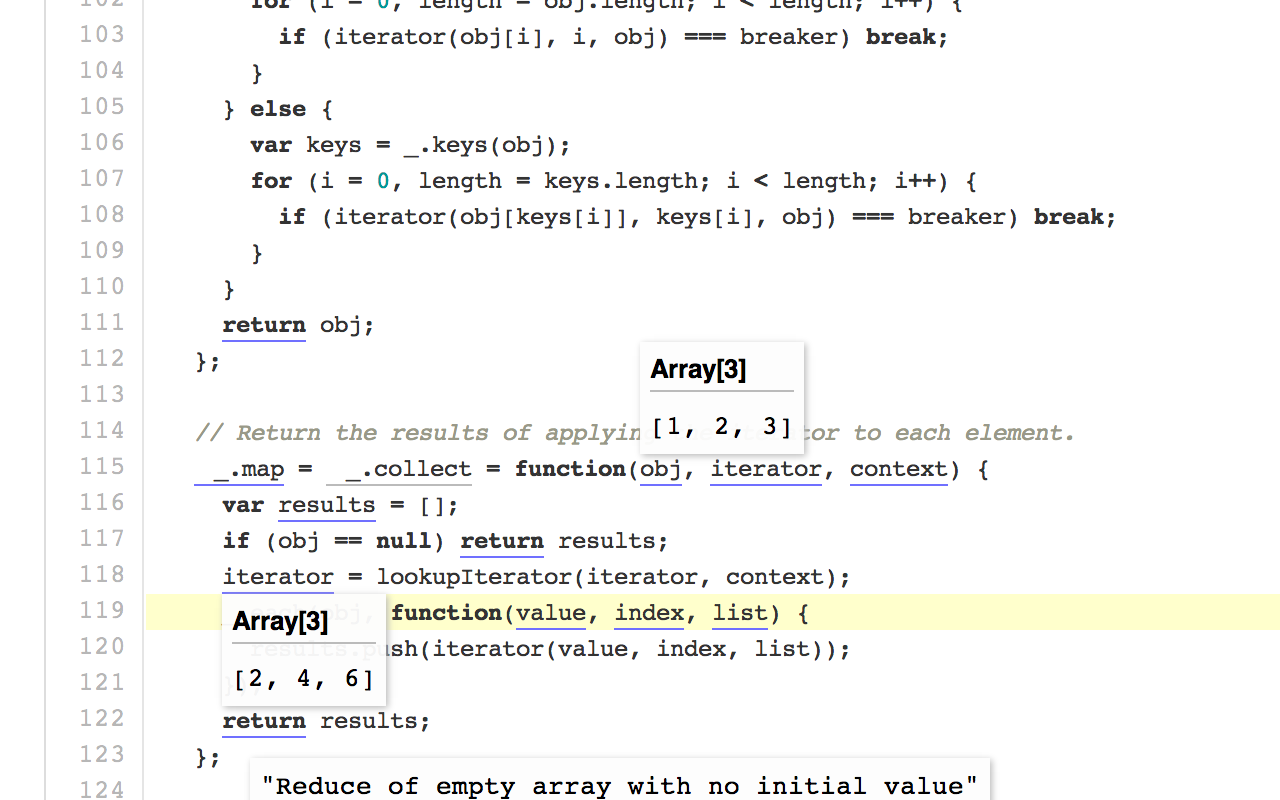 102 for (i = 0, length = obj.length; i < length; i++) {
103 if (iterator(obj[i], i, obj) === breaker) break;
104 }
105 } else {
106 var keys = _.keys(obj);
107 for (i = 0, length = keys.length; i < length; i++) {
108 if (iterator(obj[keys[i]], keys[i], obj) === breaker) break;
109 }
110 }
111 return obj;
112 };
Array[3]
113
[1, 2, 3]
114 // Return the results of applyin tor to each element.
115 _.map = _.collect = function(obj, iterator, context) {
116 var results = [];
117 if (obj == null) return results;
118 iterator = lookupIterator(iterator, context);
119 obj, function(value, index, list) {
Array[3]
120 results.push(iterator(value, index, list));
121
[2, 4, 6]
122 return results;
123 };
124
"Reduce of empty array with no initial value"